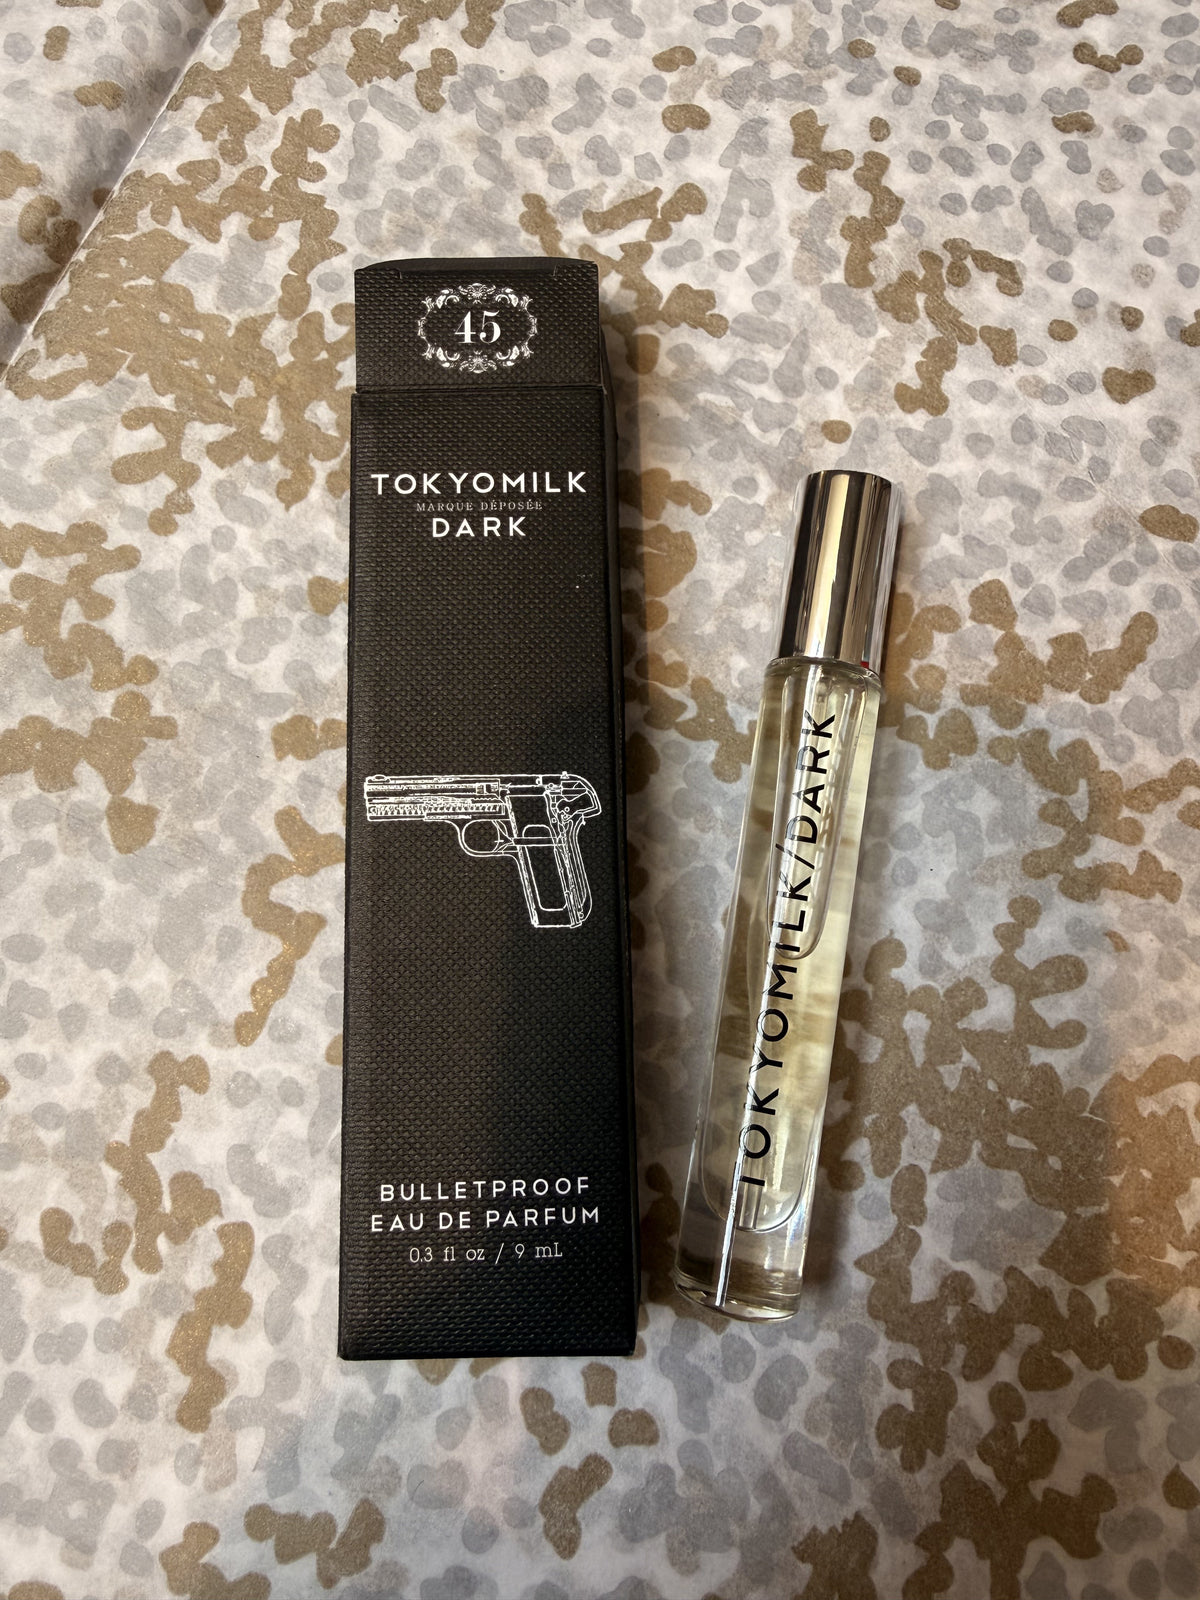 45
TOKYOMILK
MARQUE DÉPOSÉE
DARK
BULLETPROOF
EAU DE PARFUM
0.3 fl oz / 9 mL
TOKYOMILK/DARK